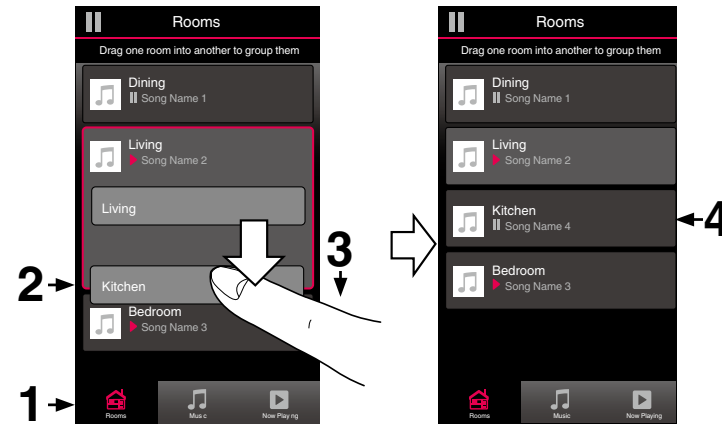 Rooms
Drag one room into another to group them
Dining
Song Name 1
Living
Song Name 2
Living
Kitchen
Bedroom
Song Name 3
Rooms
Mus c
Now Play ng
1
2
3
Rooms
Drag one room into another to group them
Dining
Song Name 1
Living
Song Name 2
Kitchen
Song Name 4
Bedroom
Song Name 3
Rooms
Music
Now Playing
4